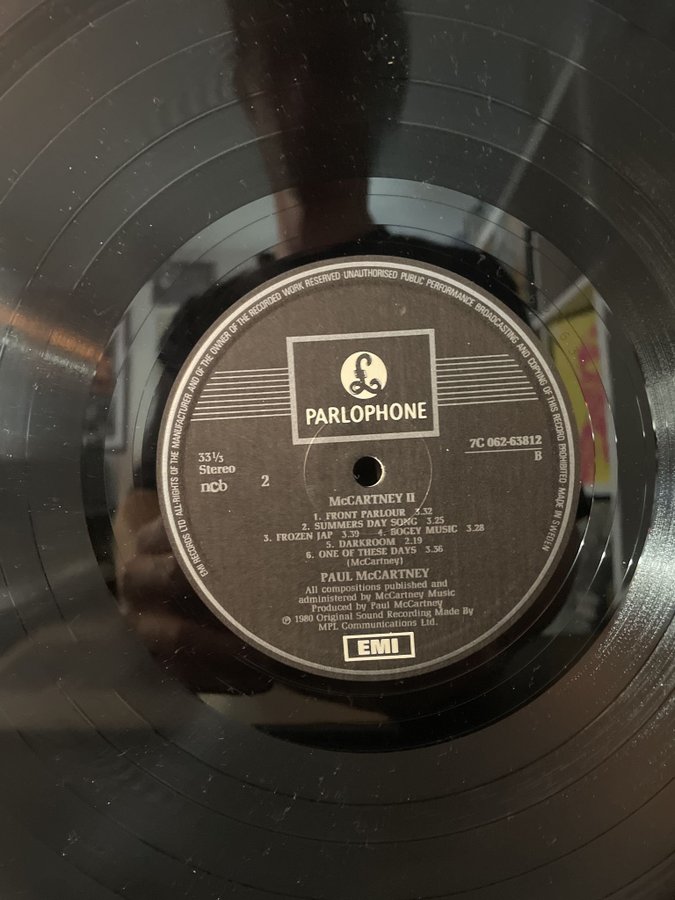 EMI RECORDS LTD ALL·RIGHTS OF THE MANUFACTURER AND OF THE OWNER OF THE RECORDED WORK RESERVED UNAUTHORISED PUBLIC PERFORMANCE BROADCASTING AND COPYING OF THIS RECORD PROHIBITED MADE IN SWEDEN
£
PARLOPHONE
33 1/3
Stereo
ncb
2
7C 062-63812
B
McCARTNEY II
1. FRONT PARLOUR 3.32
2. SUMMERS DAY SONG 3.25
3. FROZEN JAP 3.39 4. BOGEY MUSIC 3.28
5. DARKROOM 2.19
6. ONE OF THESE DAYS 3.36
(McCartney)
PAUL McCARTNEY
All compositions published and
administered by McCartney Music
Produced by Paul McCartney
℗ 1980 Original Sound Recording Made By
MPL Communications Ltd.
EMI